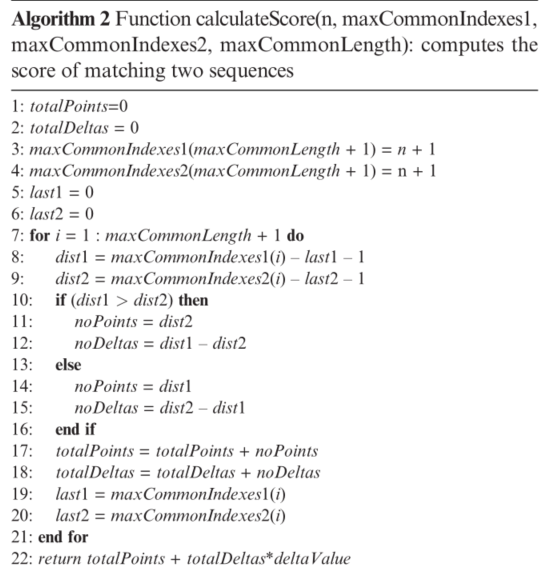 Algorithm 2 Function calculateScore(n, maxCommonIndexes1,
maxCommonIndexes2, maxCommonLength): computes the
score of matching two sequences
1: totalPoints=0
2: totalDeltas = 0
3: maxCommonIndexes1(maxCommonLength + 1) = n + 1
4: maxCommonIndexes2(maxCommonLength + 1) = n + 1
5: last1 = 0
6: last2 = 0
7: for i = 1 : maxCommonLength + 1 do
8: dist1 = maxCommonIndexes1(i) – last1 – 1
9: dist2 = maxCommonIndexes2(i) – last2 – 1
10: if (dist1 > dist2) then
11: noPoints = dist2
12: noDeltas = dist1 – dist2
13: else
14: noPoints = dist1
15: noDeltas = dist2 – dist1
16: end if
17: totalPoints = totalPoints + noPoints
18: totalDeltas = totalDeltas + noDeltas
19: last1 = maxCommonIndexes1(i)
20: last2 = maxCommonIndexes2(i)
21: end for
22: return totalPoints + totalDeltas*deltaValue